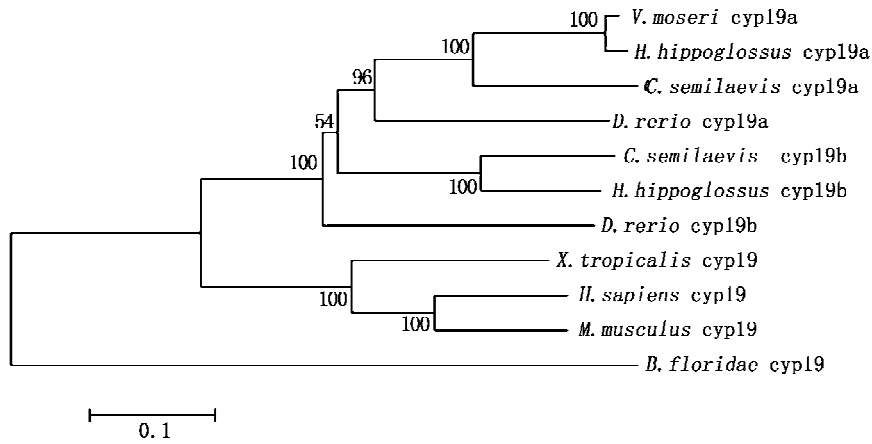 100 V.moseri cyp19a
100 H.hippoglossus cyp19a
96 C.semilaevis cyp19a
54 D.rerio cyp19a
100 C.semilaevis cyp19b
100 H.hippoglossus cyp19b
D.rerio cyp19b
X.tropicalis cyp19
100 H.sapiens cyp19
100 M.musculus cyp19
B.floridae cyp19
0.1